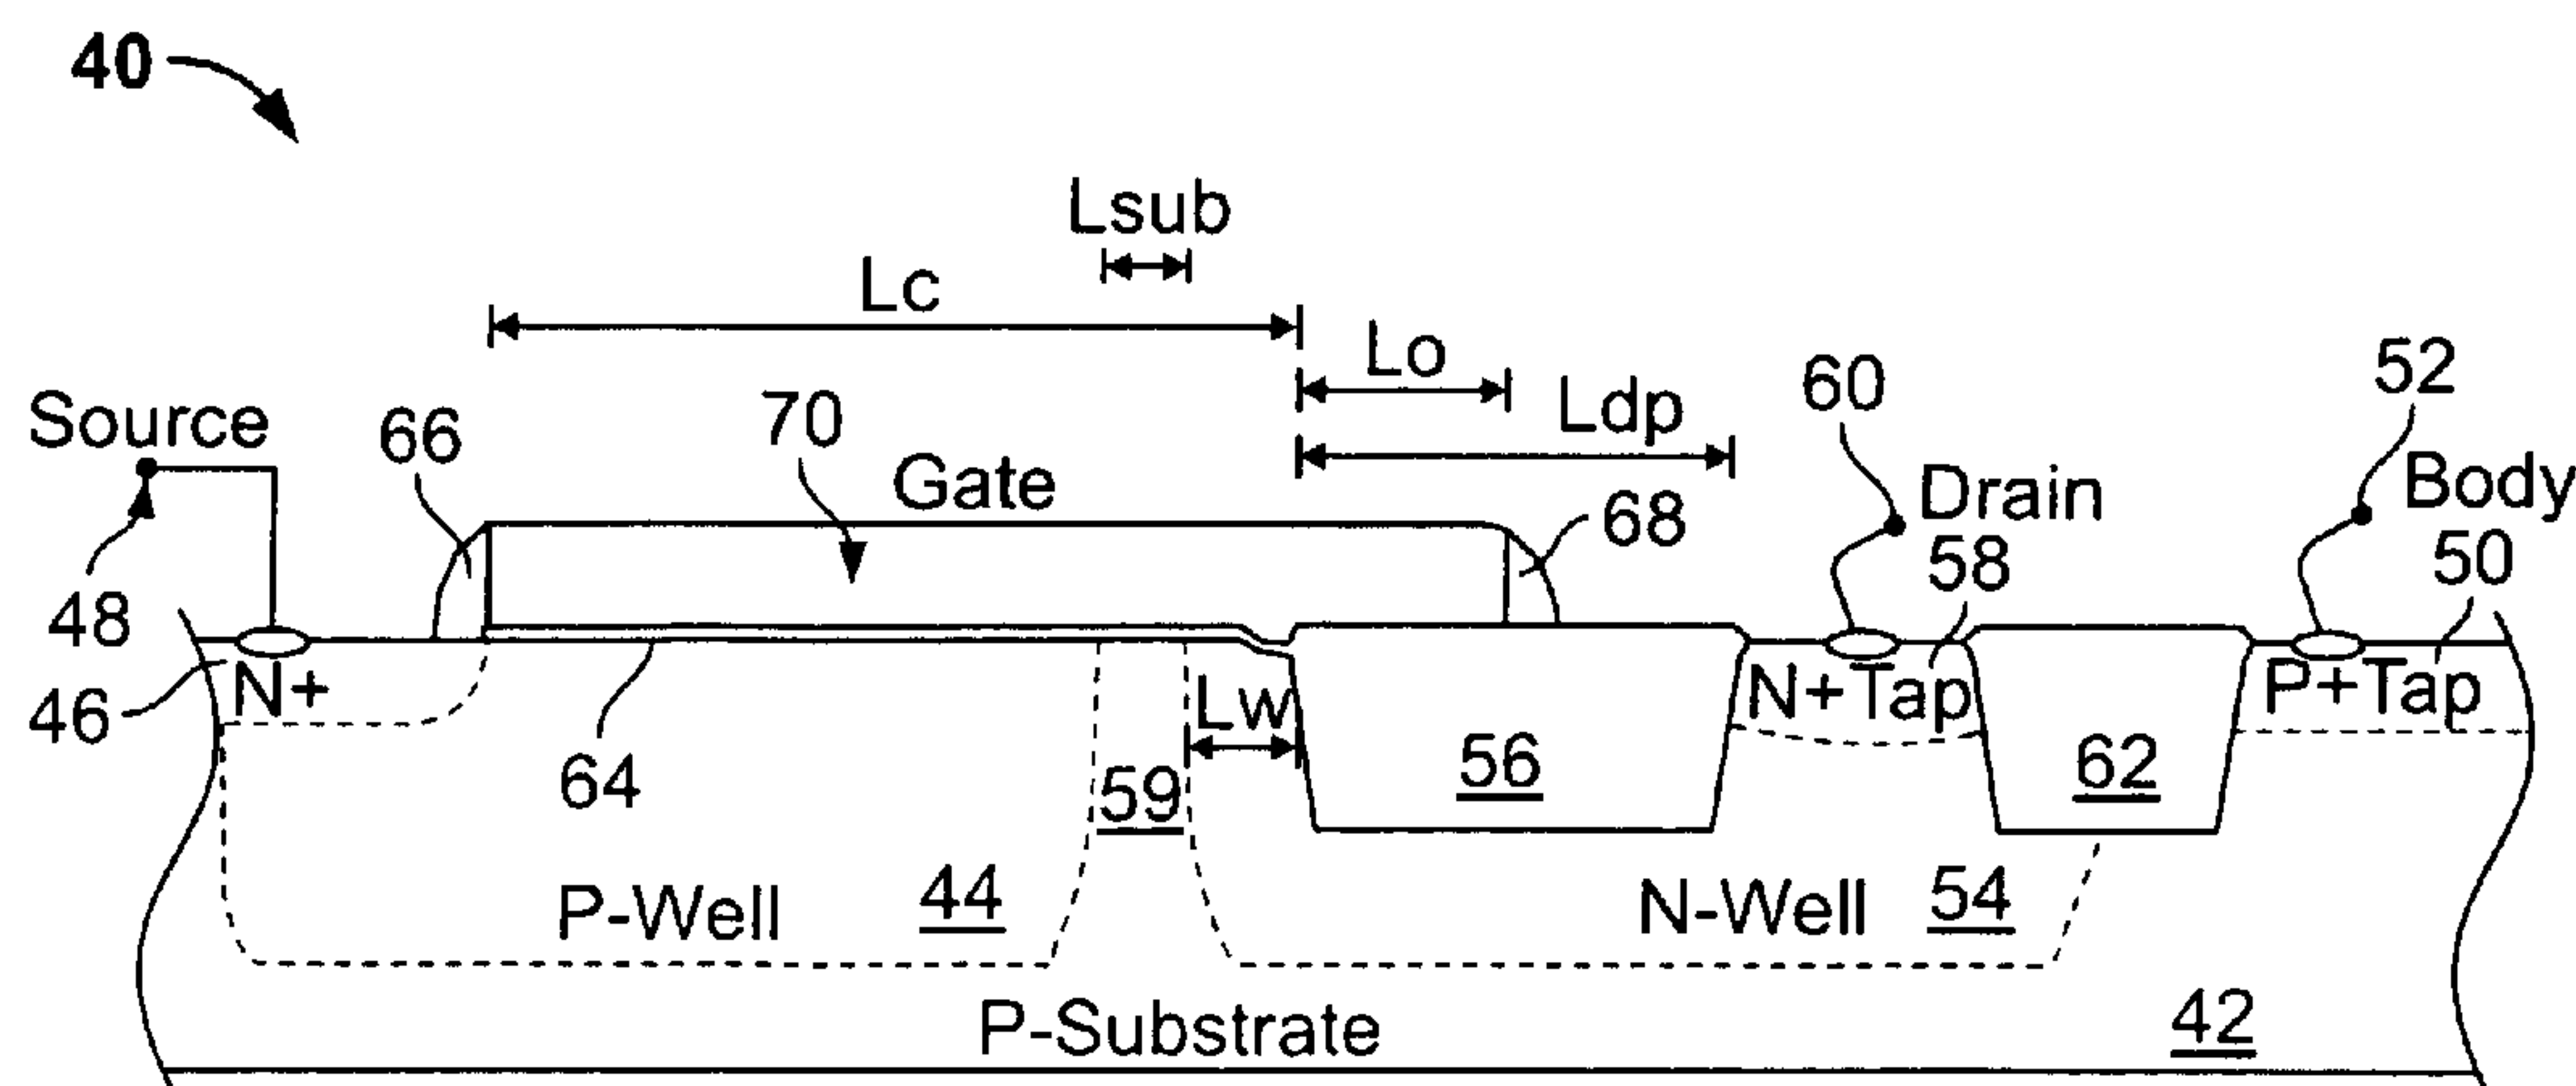 40
Lsub
Lc
Lo
Ldp
60
52
Source
66
70
Gate
68
Drain
Body
48
58
50
46
N+
64
59
Lw
56
N+Tap
62
P+Tap
P-Well
44
N-Well
54
P-Substrate
42